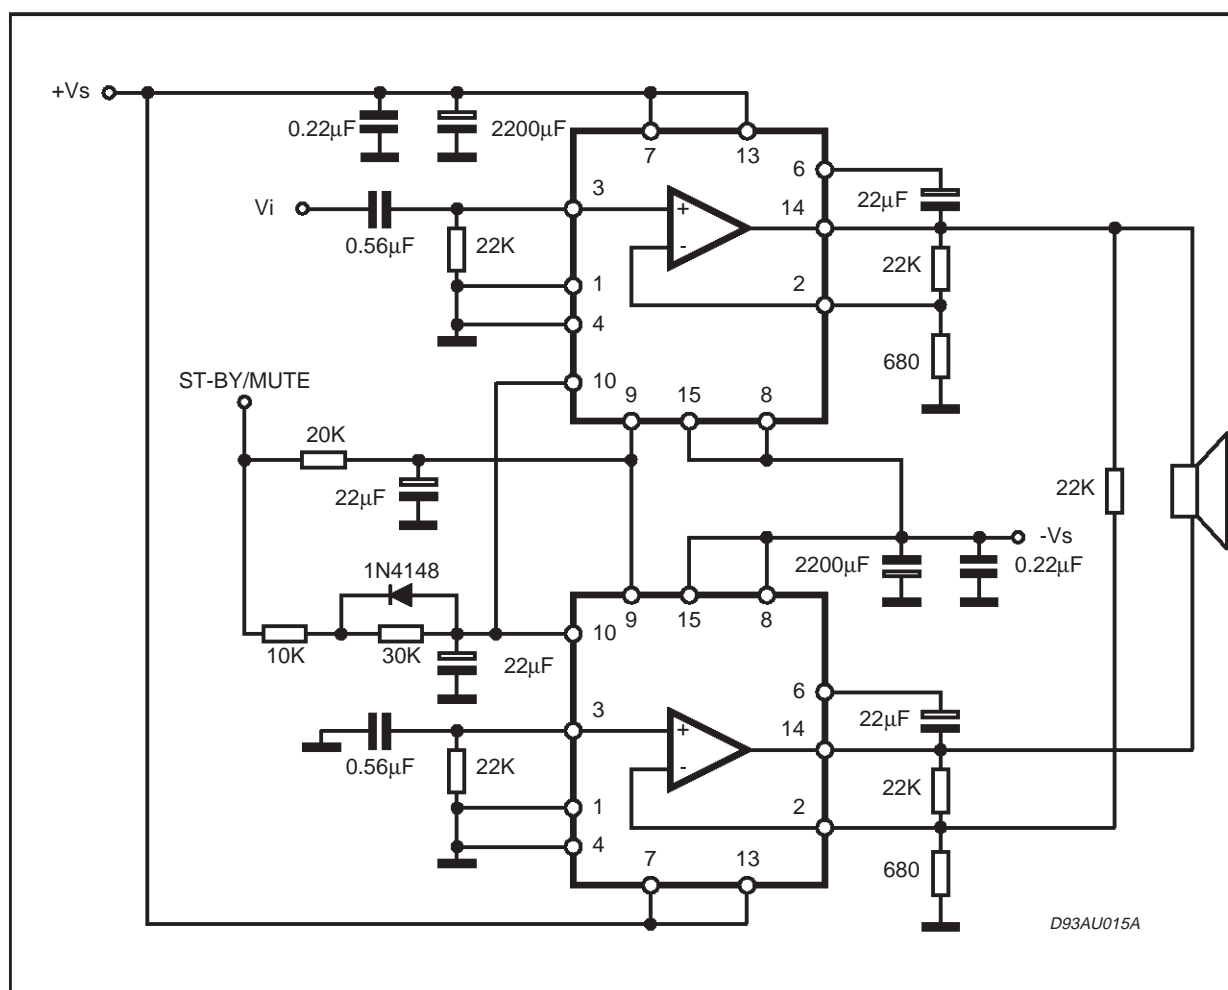 +Vs
0.22µF
2200µF
7
13
6
3
Vi
14
22µF
+
-
0.56µF
22K
22K
1
2
4
680
10
ST-BY/MUTE
9
15
8
20K
22µF
22K
-Vs
2200µF
0.22µF
1N4148
9
15
8
10
10K
30K
22µF
6
3
22µF
14
+
-
0.56µF
22K
22K
1
2
4
7
13
680
D93AU015A